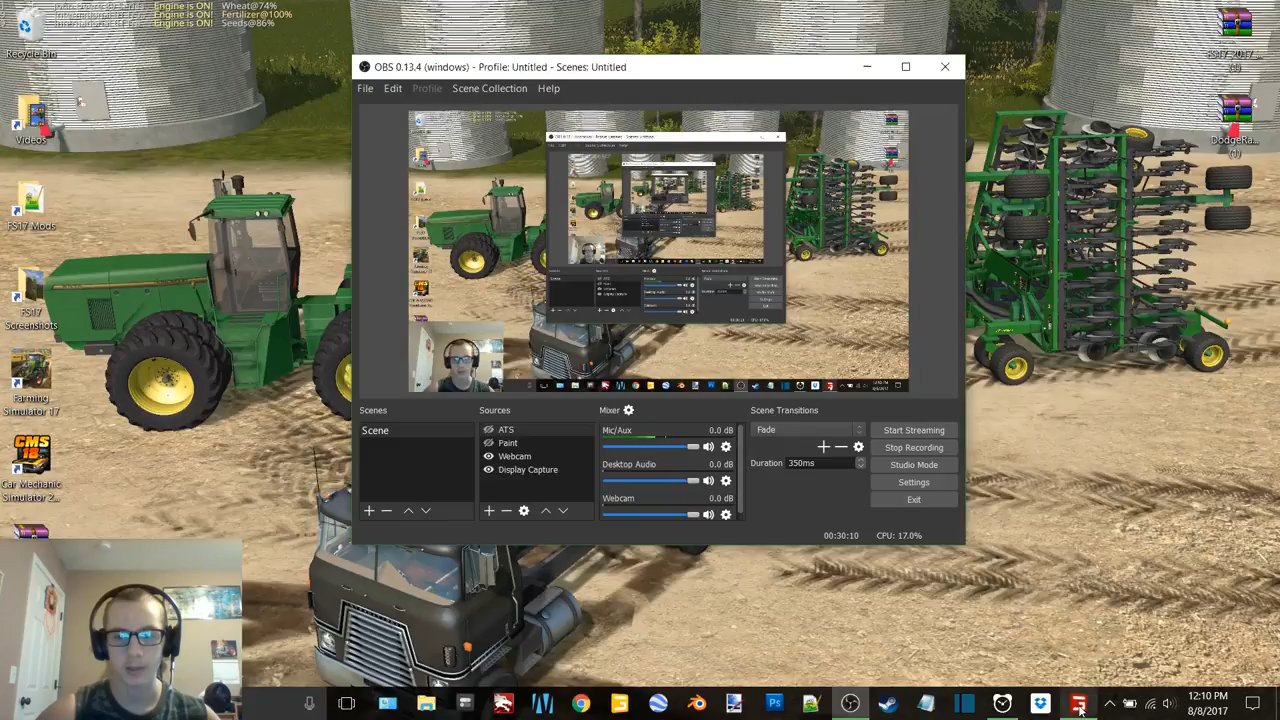 Engine is ON! Wheat@74%
Engine is ON! Fertilizer@100%
Engine is ON! Seeds@86%
Recycle Bin
Videos
FS17 Mods
FS17
Screenshots
Farming
Simulator 17
Car Mechanic
Simulator 2...
FS17_2017_...
(1)
DodgeRa...
(1)
OBS 0.13.4 (windows) - Profile: Untitled - Scenes: Untitled
File Edit Profile Scene Collection Help
Scenes
Scene
Sources
ATS
Paint
Webcam
Display Capture
Mixer
Mic/Aux 0.0 dB
Desktop Audio 0.0 dB
Webcam 0.0 dB
Scene Transitions
Fade
Duration 350ms
Start Streaming
Stop Recording
Studio Mode
Settings
Exit
00:30:10 CPU: 17.0%
12:10 PM
8/8/2017